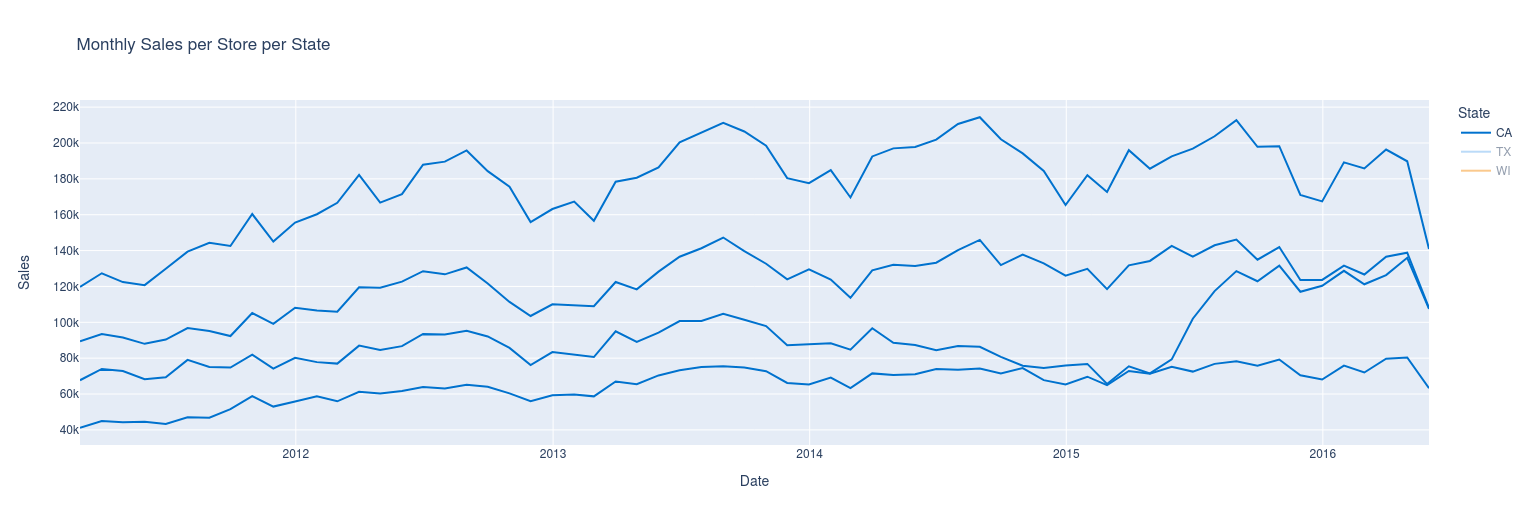 Monthly Sales per Store per State
220k
200k
180k
160k
140k
120k
100k
80k
60k
40k
Sales
2012 2013 2014 2015 2016
Date
State
CA
TX
WI